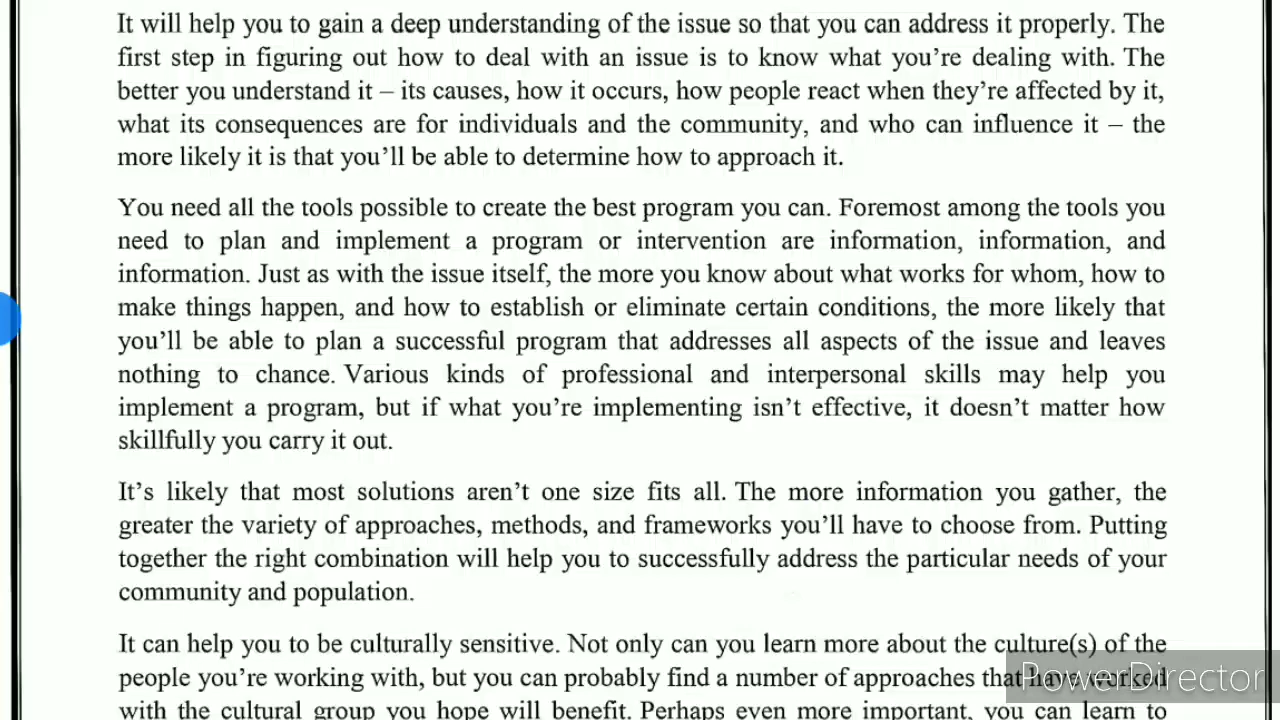 It will help you to gain a deep understanding of the issue so that you can address it properly. The
first step in figuring out how to deal with an issue is to know what you’re dealing with. The
better you understand it – its causes, how it occurs, how people react when they’re affected by it,
what its consequences are for individuals and the community, and who can influence it – the
more likely it is that you’ll be able to determine how to approach it.
You need all the tools possible to create the best program you can. Foremost among the tools you
need to plan and implement a program or intervention are information, information, and
information. Just as with the issue itself, the more you know about what works for whom, how to
make things happen, and how to establish or eliminate certain conditions, the more likely that
you’ll be able to plan a successful program that addresses all aspects of the issue and leaves
nothing to chance. Various kinds of professional and interpersonal skills may help you
implement a program, but if what you’re implementing isn’t effective, it doesn’t matter how
skillfully you carry it out.
It’s likely that most solutions aren’t one size fits all. The more information you gather, the
greater the variety of approaches, methods, and frameworks you’ll have to choose from. Putting
together the right combination will help you to successfully address the particular needs of your
community and population.
It can help you to be culturally sensitive. Not only can you learn more about the culture(s) of the
people you’re working with, but you can probably find a number of approaches that have worked
with the cultural group you hope will benefit. Perhaps even more important, you can learn to
PowerDirector